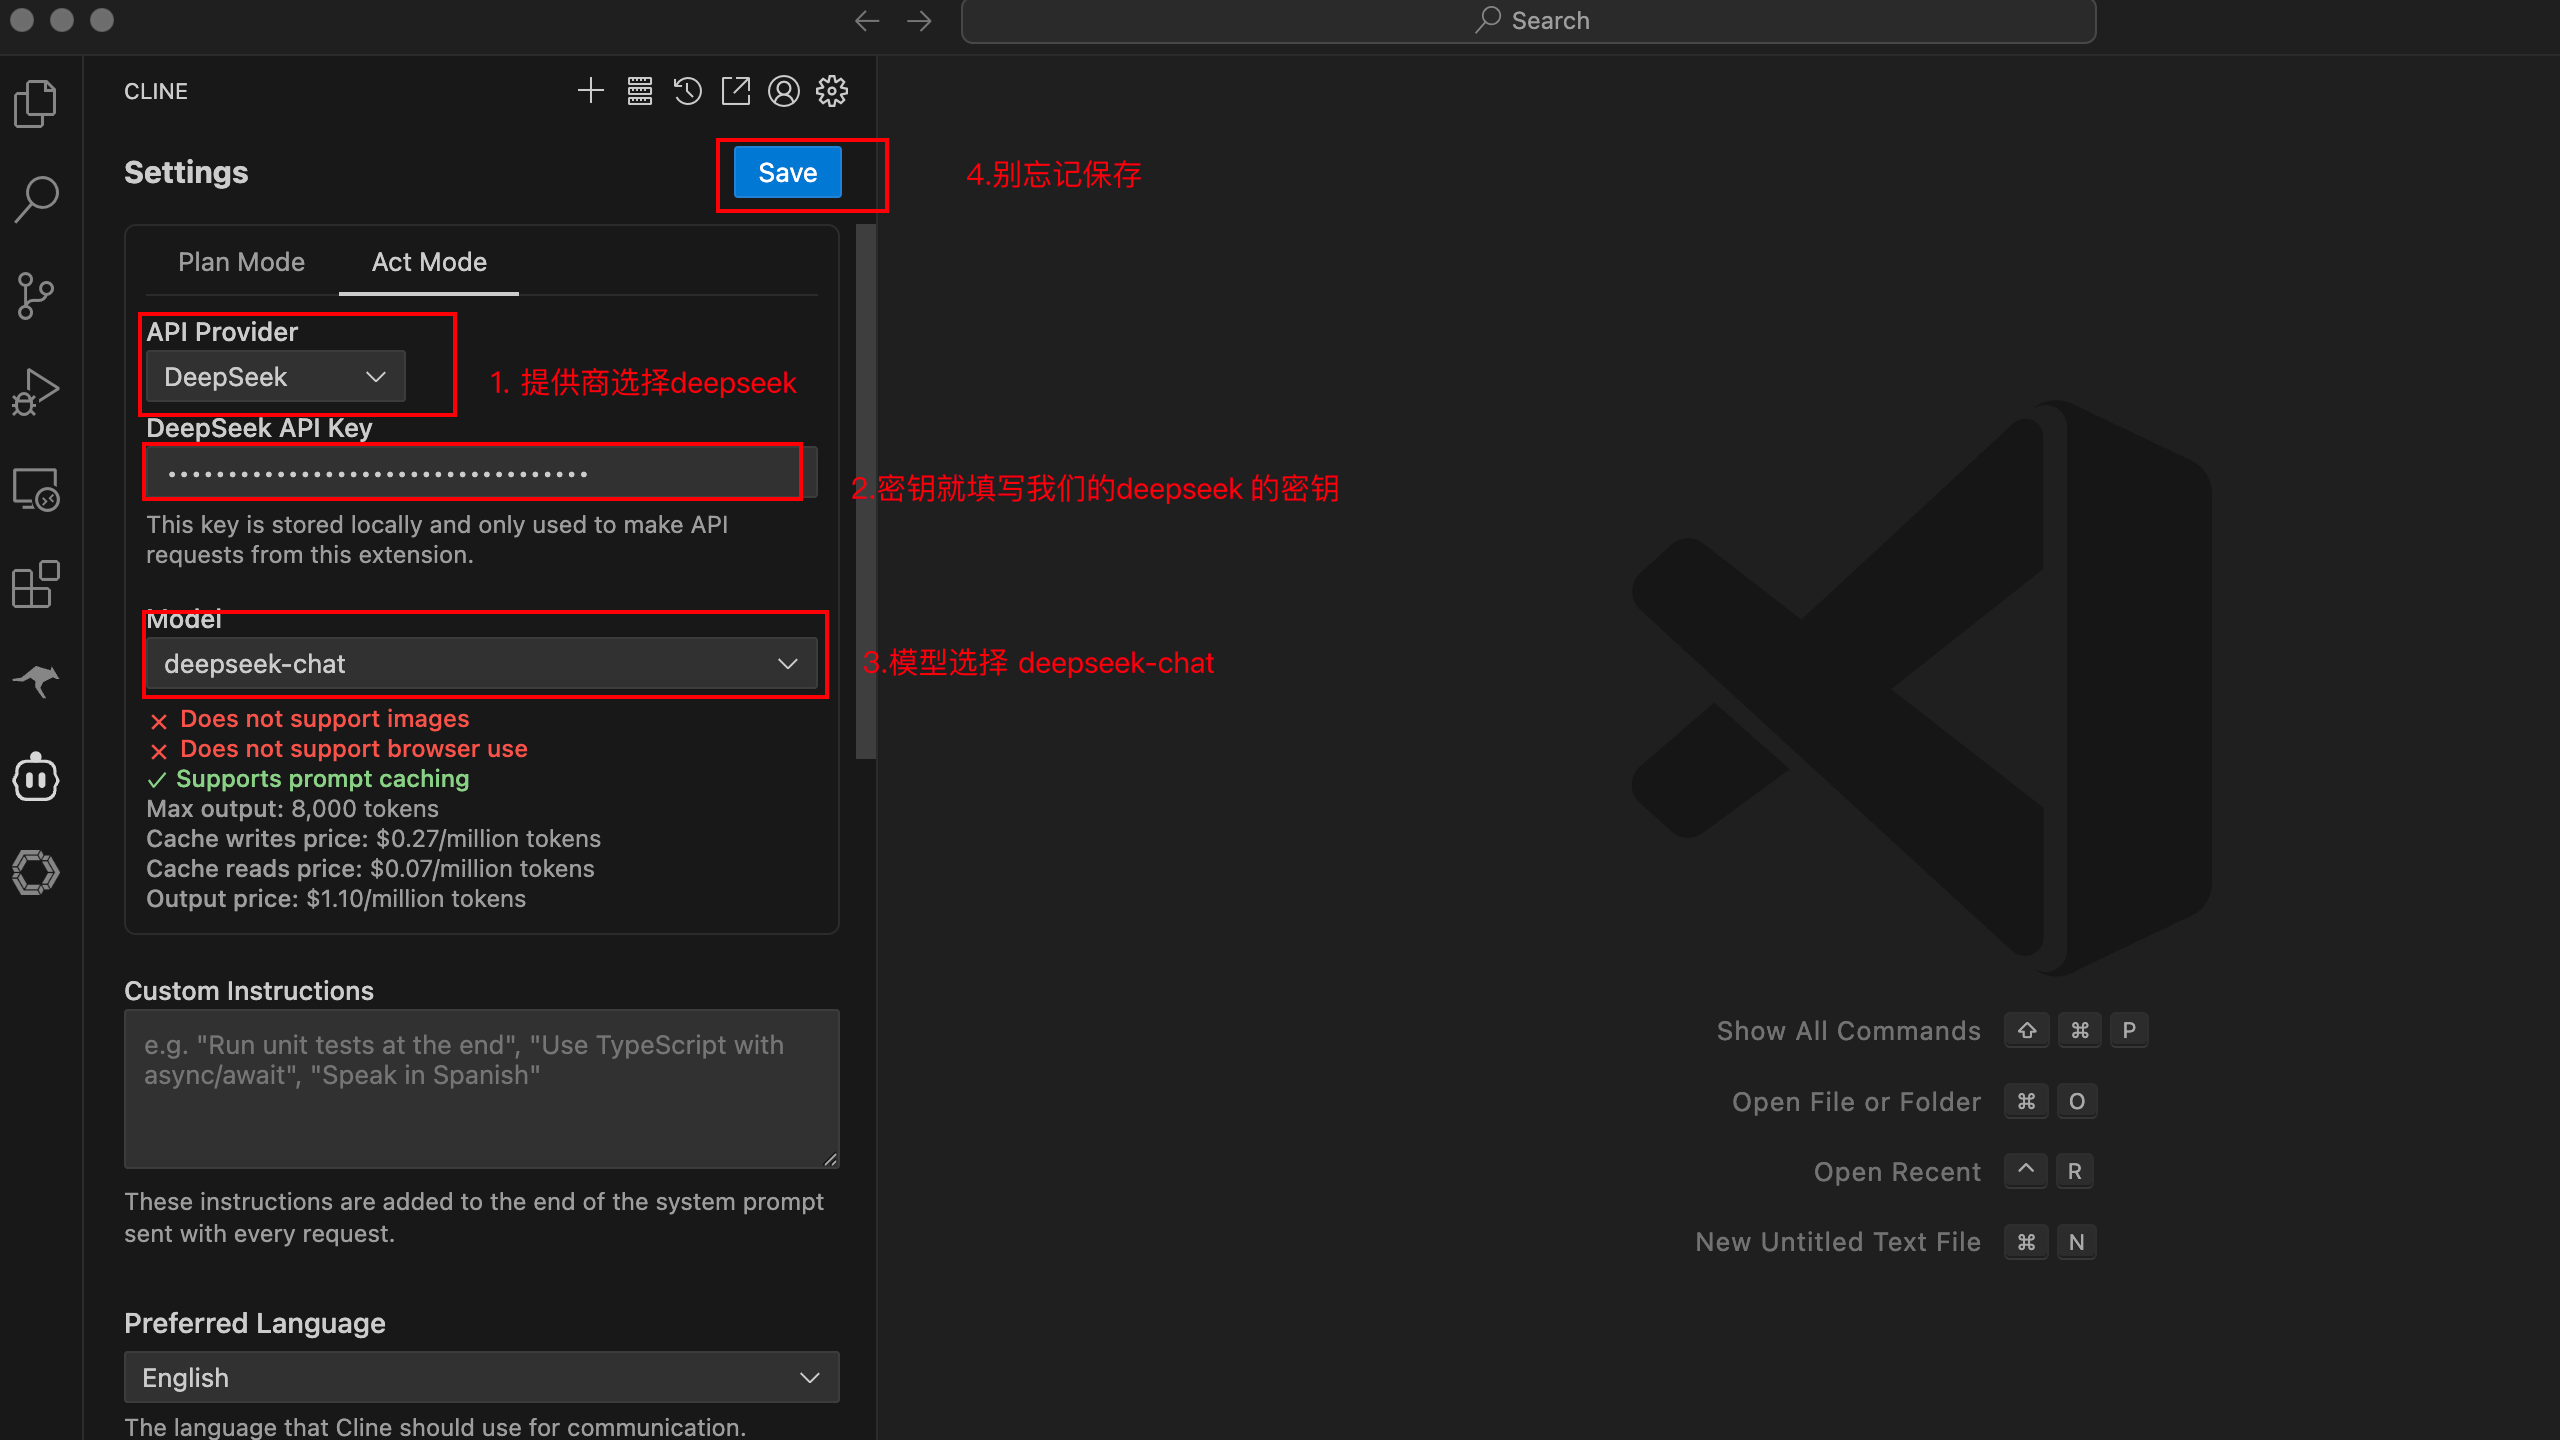 Search
CLINE
Settings
Save
4.别忘记保存
Plan Mode
Act Mode
API Provider
DeepSeek
1. 提供商选择deepseek
DeepSeek API Key
••••••••••••••••••••••••••••••••••
2.密钥就填写我们的deepseek 的密钥
This key is stored locally and only used to make API
requests from this extension.
Model
deepseek-chat
3.模型选择 deepseek-chat
Does not support images
Does not support browser use
Supports prompt caching
Max output: 8,000 tokens
Cache writes price: $0.27/million tokens
Cache reads price: $0.07/million tokens
Output price: $1.10/million tokens
Custom Instructions
e.g. "Run unit tests at the end", "Use TypeScript with
async/await", "Speak in Spanish"
These instructions are added to the end of the system prompt
sent with every request.
Preferred Language
English
The language that Cline should use for communication.
Show All Commands ⇧ ⌘ P
Open File or Folder ⌘ O
Open Recent ^ R
New Untitled Text File ⌘ N